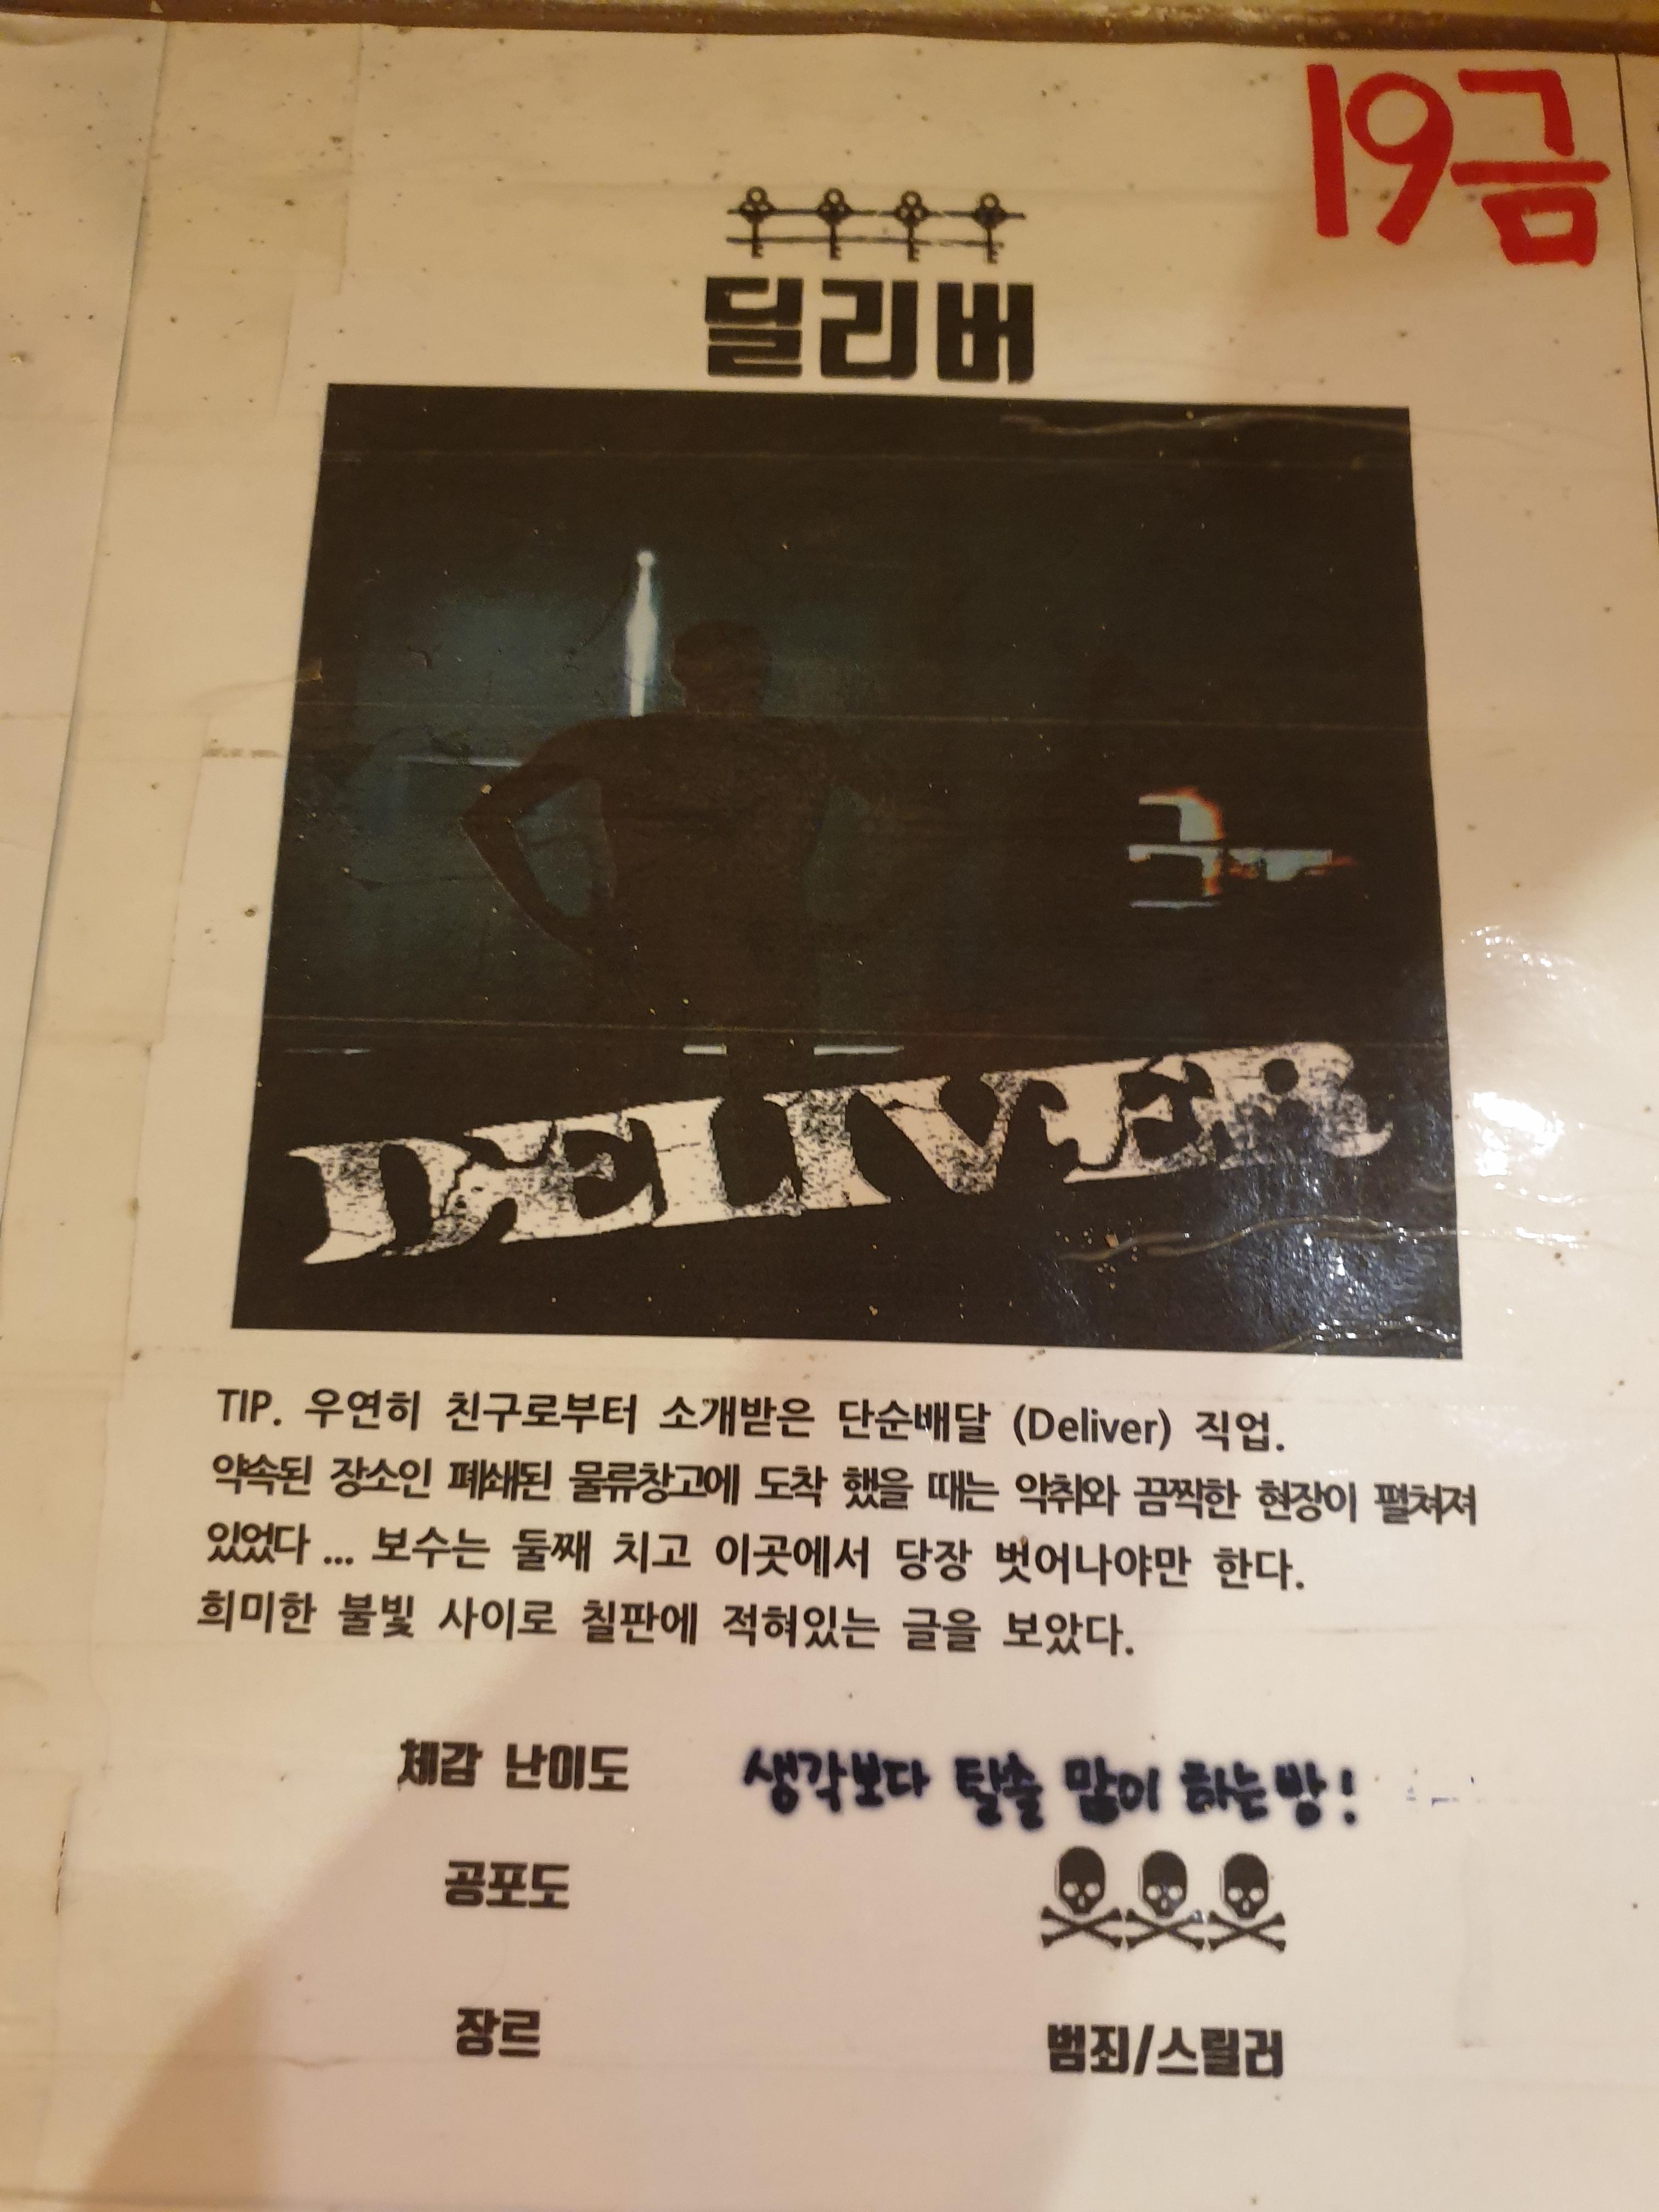 19금
딜리버
DELIVER
TIP. 우연히 친구로부터 소개받은 단순배달 (Deliver) 직업.
약속된 장소인 폐쇄된 물류창고에 도착 했을 때는 악취와 끔찍한 현장이 펼쳐져
있었다 ... 보수는 둘째 치고 이곳에서 당장 벗어나야만 한다.
희미한 불빛 사이로 칠판에 적혀있는 글을 보았다.
체감 난이도 생각보다 탈출 많이 하는 방!
공포도
장르 범죄/스릴러